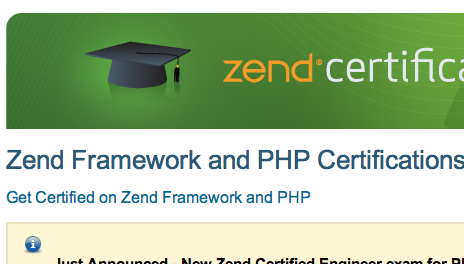 zend® certifica
Zend Framework and PHP Certifications
Get Certified on Zend Framework and PHP
Just Announced - New Zend Certified Engineer exam for